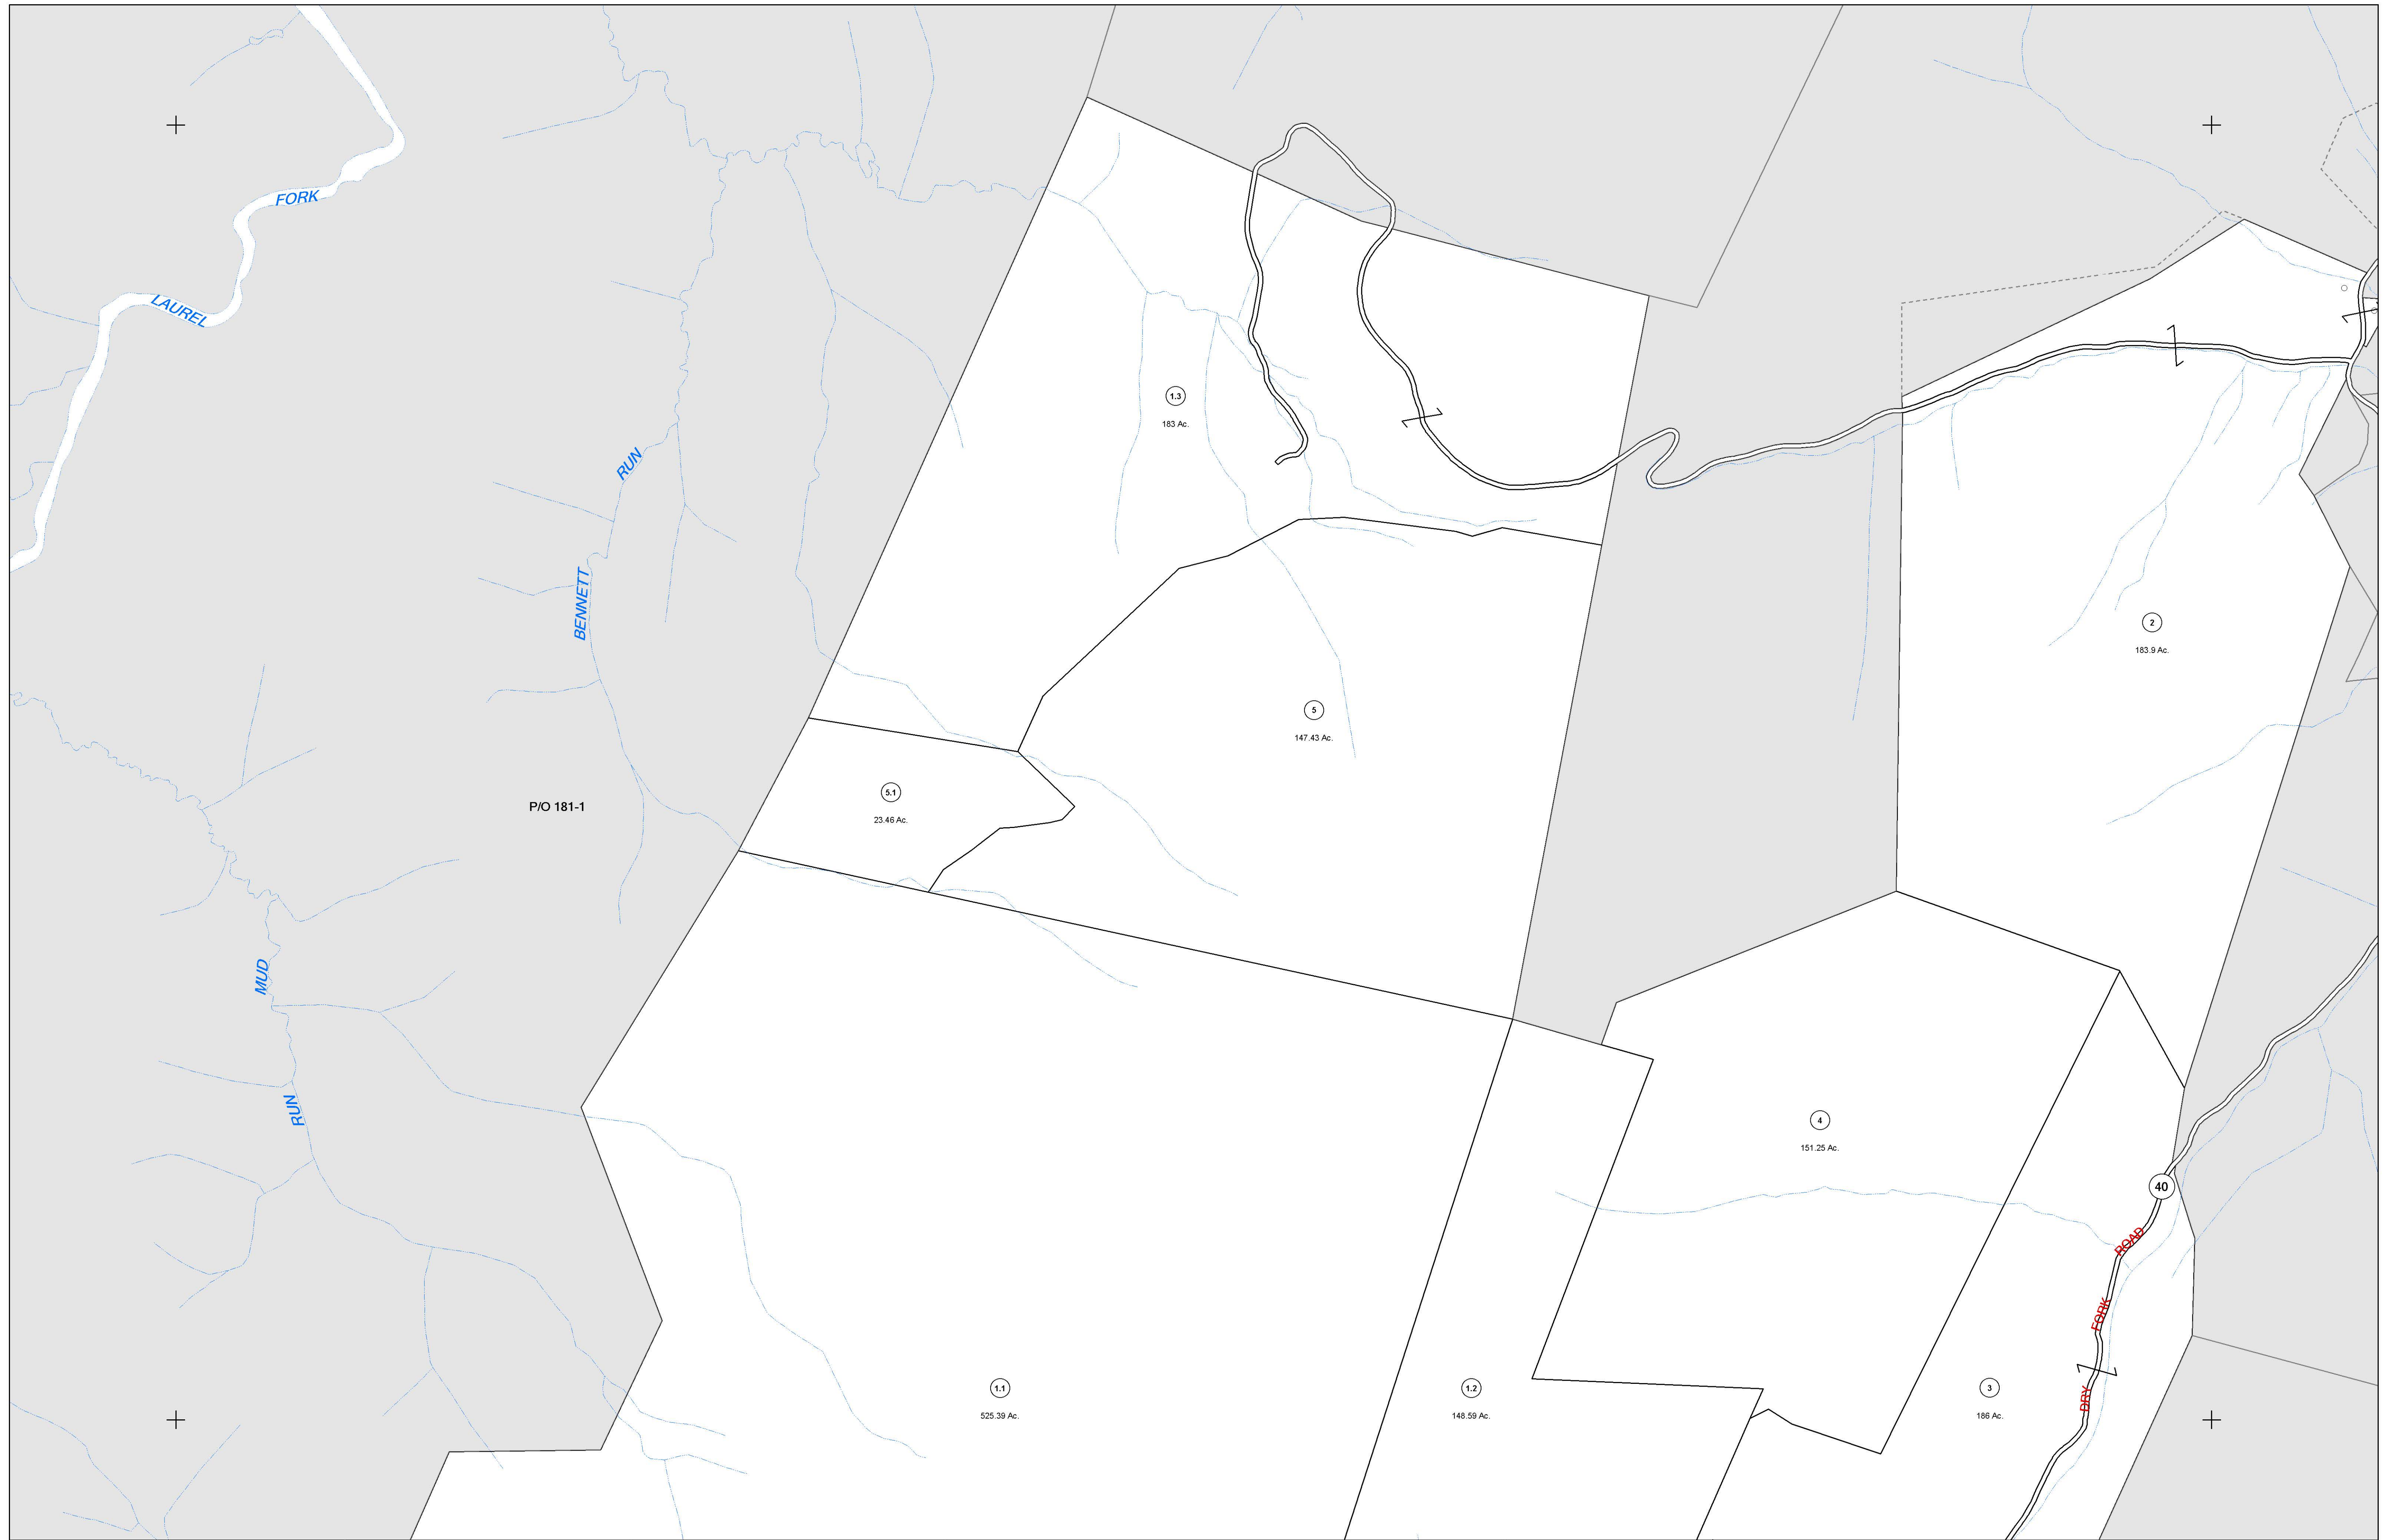 FORK
LAUREL
RUN
BENNETT
1.3
183 Ac.
2
183.9 Ac.
5
147.43 Ac.
5.1
23.46 Ac.
P/O 181-1
MUD
RUN
4
151.25 Ac.
40
ROAD
FORK
DRY
1.1
525.39 Ac.
1.2
148.59 Ac.
3
186 Ac.